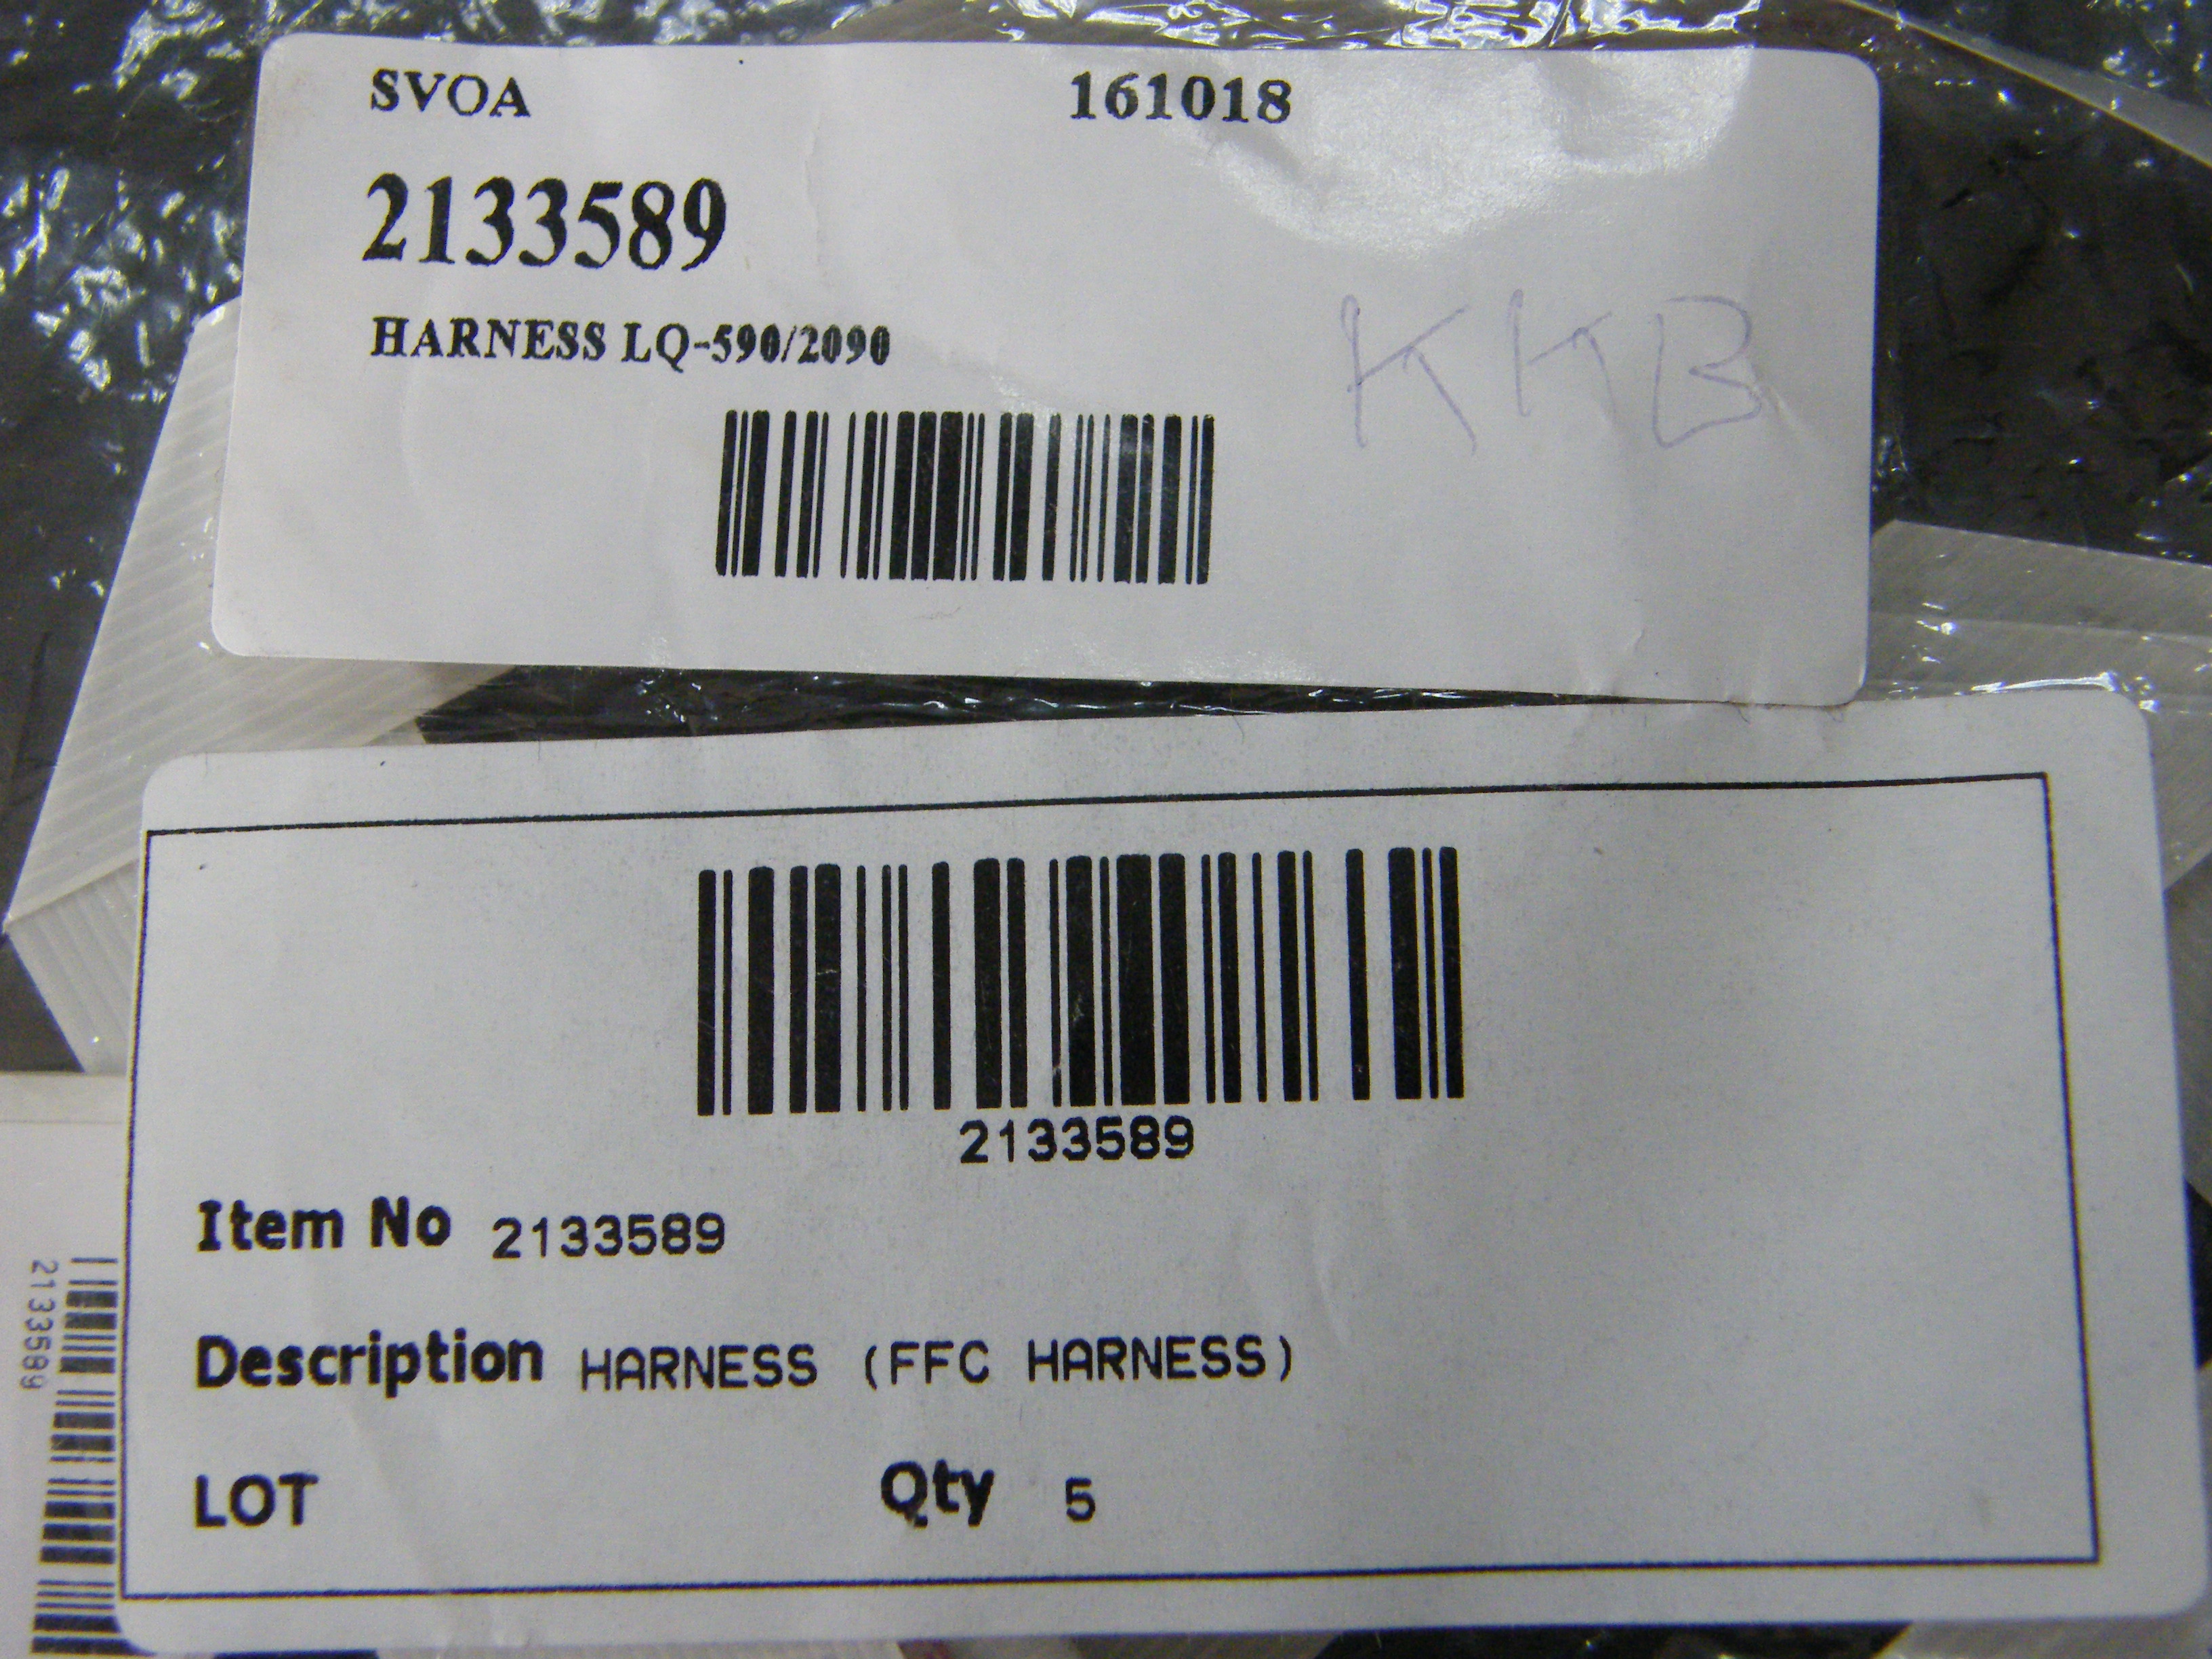 SVOA 161018
2133589
HARNESS LQ-590/2090
KKB
2133589
Item No 2133589
Description HARNESS (FFC HARNESS)
LOT Qty 5
2133589